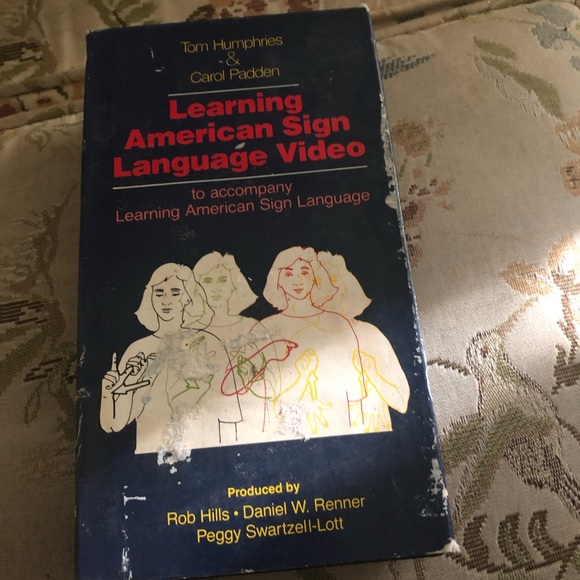 Tom Humphries
&
Carol Padden
Learning
American Sign
Language Video
to accompany
Learning American Sign Language
Produced by
Rob Hills • Daniel W. Renner
Peggy Swartzell-Lott